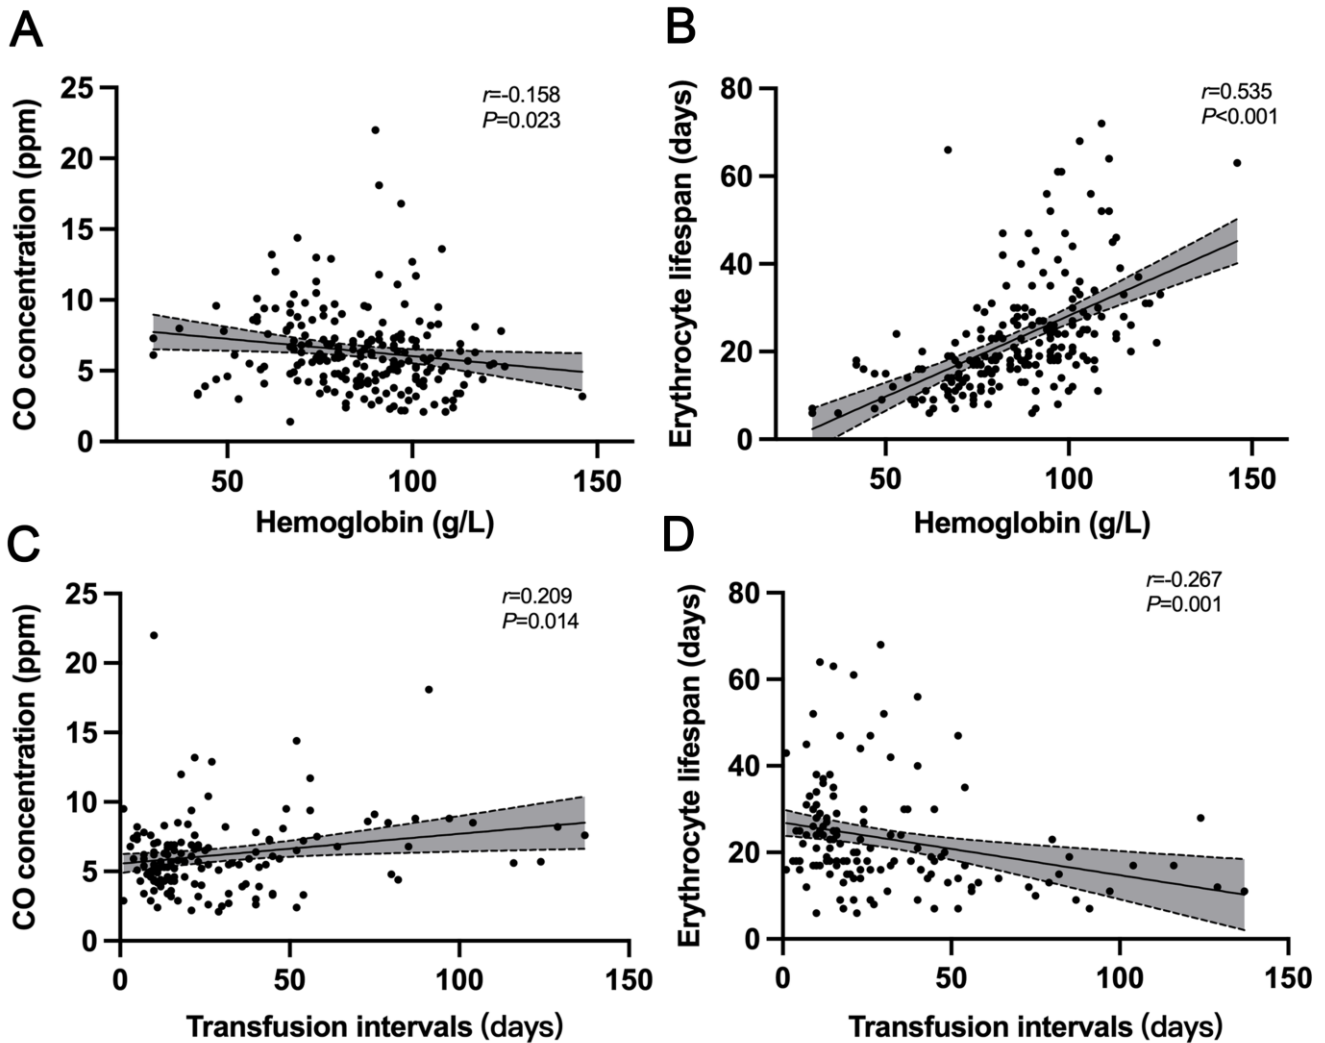 A
CO concentration (ppm)
25
20
15
10
5
0
50
100
150
Hemoglobin (g/L)
r=-0.158
P=0.023
B
Erythrocyte lifespan (days)
80
60
40
20
0
50
100
150
Hemoglobin (g/L)
r=0.535
P<0.001
C
CO concentration (ppm)
25
20
15
10
5
0
0
50
100
150
Transfusion intervals (days)
r=0.209
P=0.014
D
Erythrocyte lifespan (days)
80
60
40
20
0
0
50
100
150
Transfusion intervals (days)
r=-0.267
P=0.001